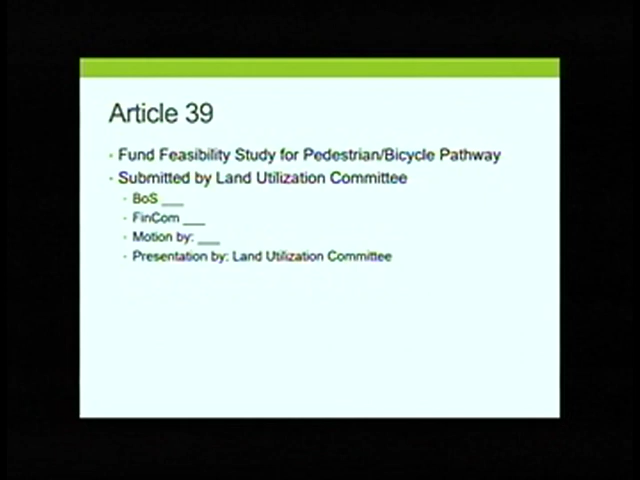 Article 39
· Fund Feasibility Study for Pedestrian/Bicycle Pathway
· Submitted by Land Utilization Committee
· BoS ___
· FinCom ___
· Motion by: ___
· Presentation by: Land Utilization Committee